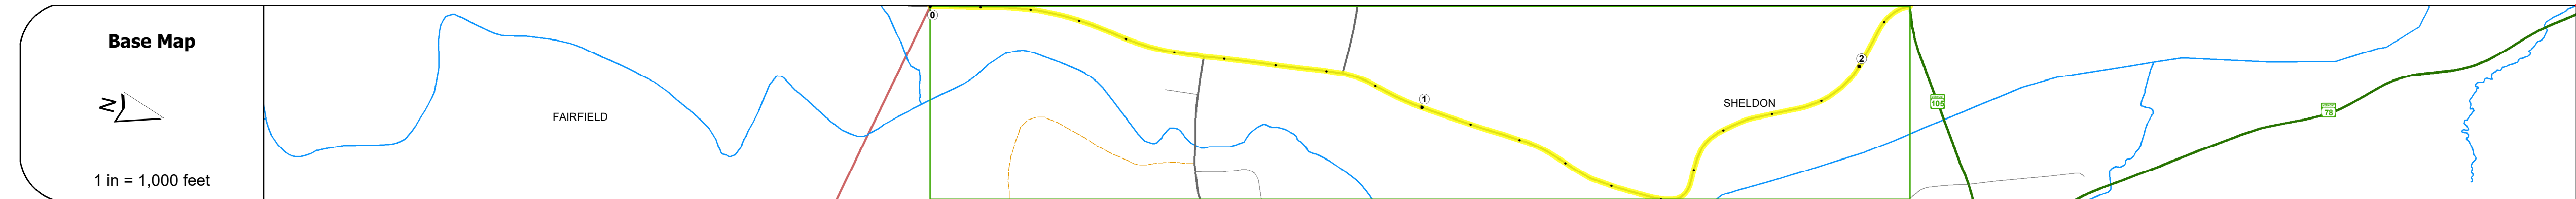 Base Map
N
1 in = 1,000 feet
FAIRFIELD
0
1
SHELDON
2
105
78